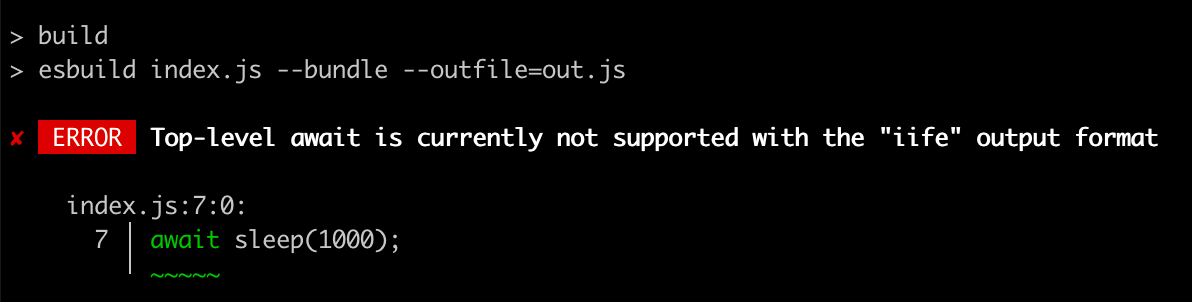 > build
> esbuild index.js --bundle --outfile=out.js
✘ ERROR Top-level await is currently not supported with the "iife" output format
index.js:7:0:
7 │ await sleep(1000);
~~~~~